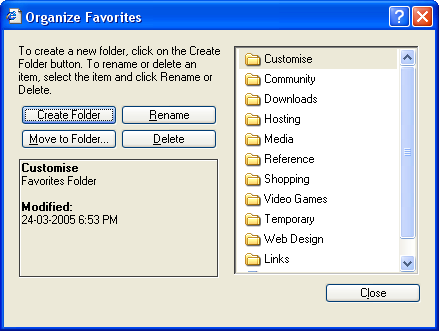 Organize Favorites
To create a new folder, click on the Create
Folder button. To rename or delete an
item, select the item and click Rename or
Delete.
Create Folder
Rename
Move to Folder...
Delete
Customise
Favorites Folder
Modified:
24-03-2005 6:53 PM
Customise
Community
Downloads
Hosting
Media
Reference
Shopping
Video Games
Temporary
Web Design
Links
Close